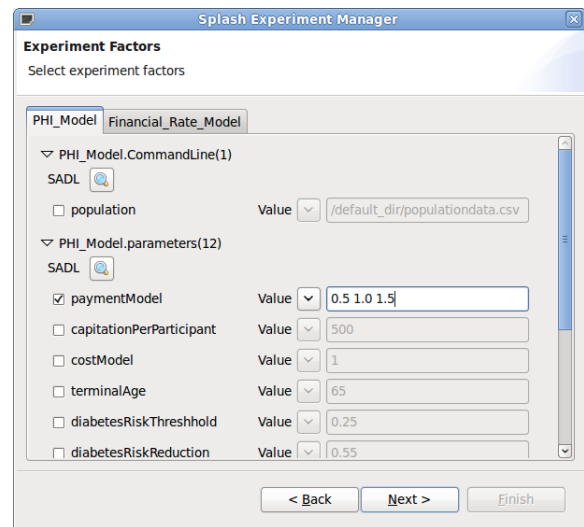 Splash Experiment Manager
Experiment Factors
Select experiment factors
PHI_Model Financial_Rate_Model
PHI_Model.CommandLine(1)
SADL
population Value /default_dir/populationdata.csv
PHI_Model.parameters(12)
SADL
paymentModel Value 0.5 1.0 1.5
capitationPerParticipant Value 500
costModel Value 1
terminalAge Value 65
diabetesRiskThreshhold Value 0.25
diabetesRiskReduction Value 0.55
< Back Next > Finish